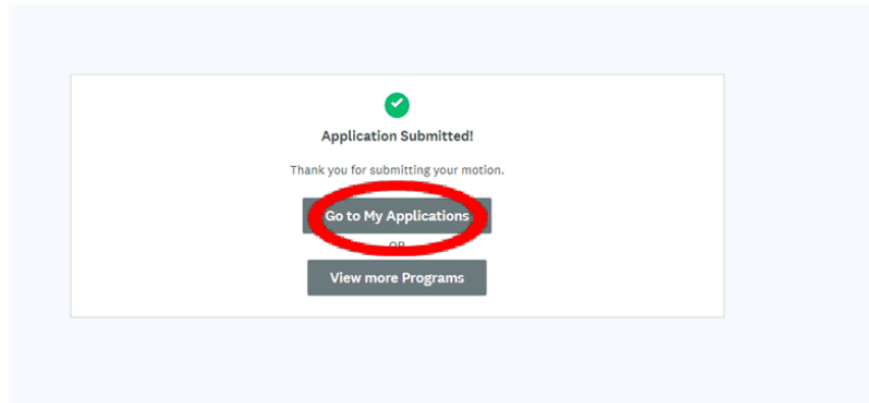 Application Submitted!
Thank you for submitting your motion.
Go to My Applications
OR
View more Programs